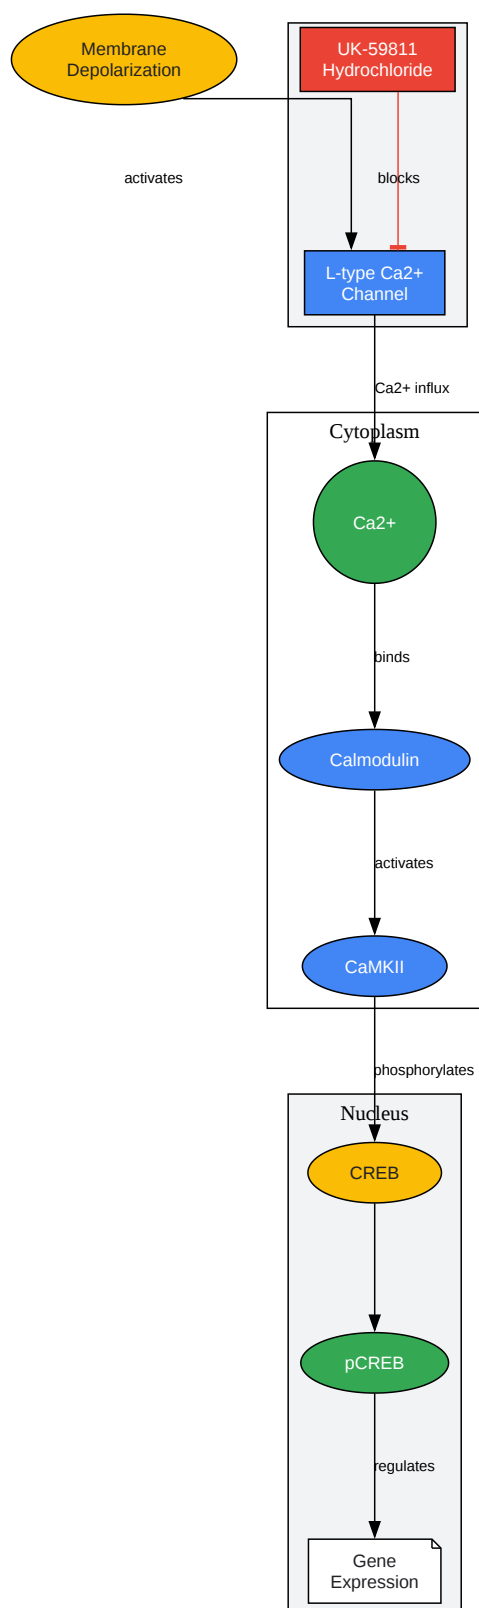 Membrane
Depolarization
UK-59811
Hydrochloride
activates
blocks
L-type Ca2+
Channel
Ca2+ influx
Cytoplasm
Ca2+
binds
Calmodulin
activates
CaMKII
phosphorylates
Nucleus
CREB
pCREB
regulates
Gene
Expression